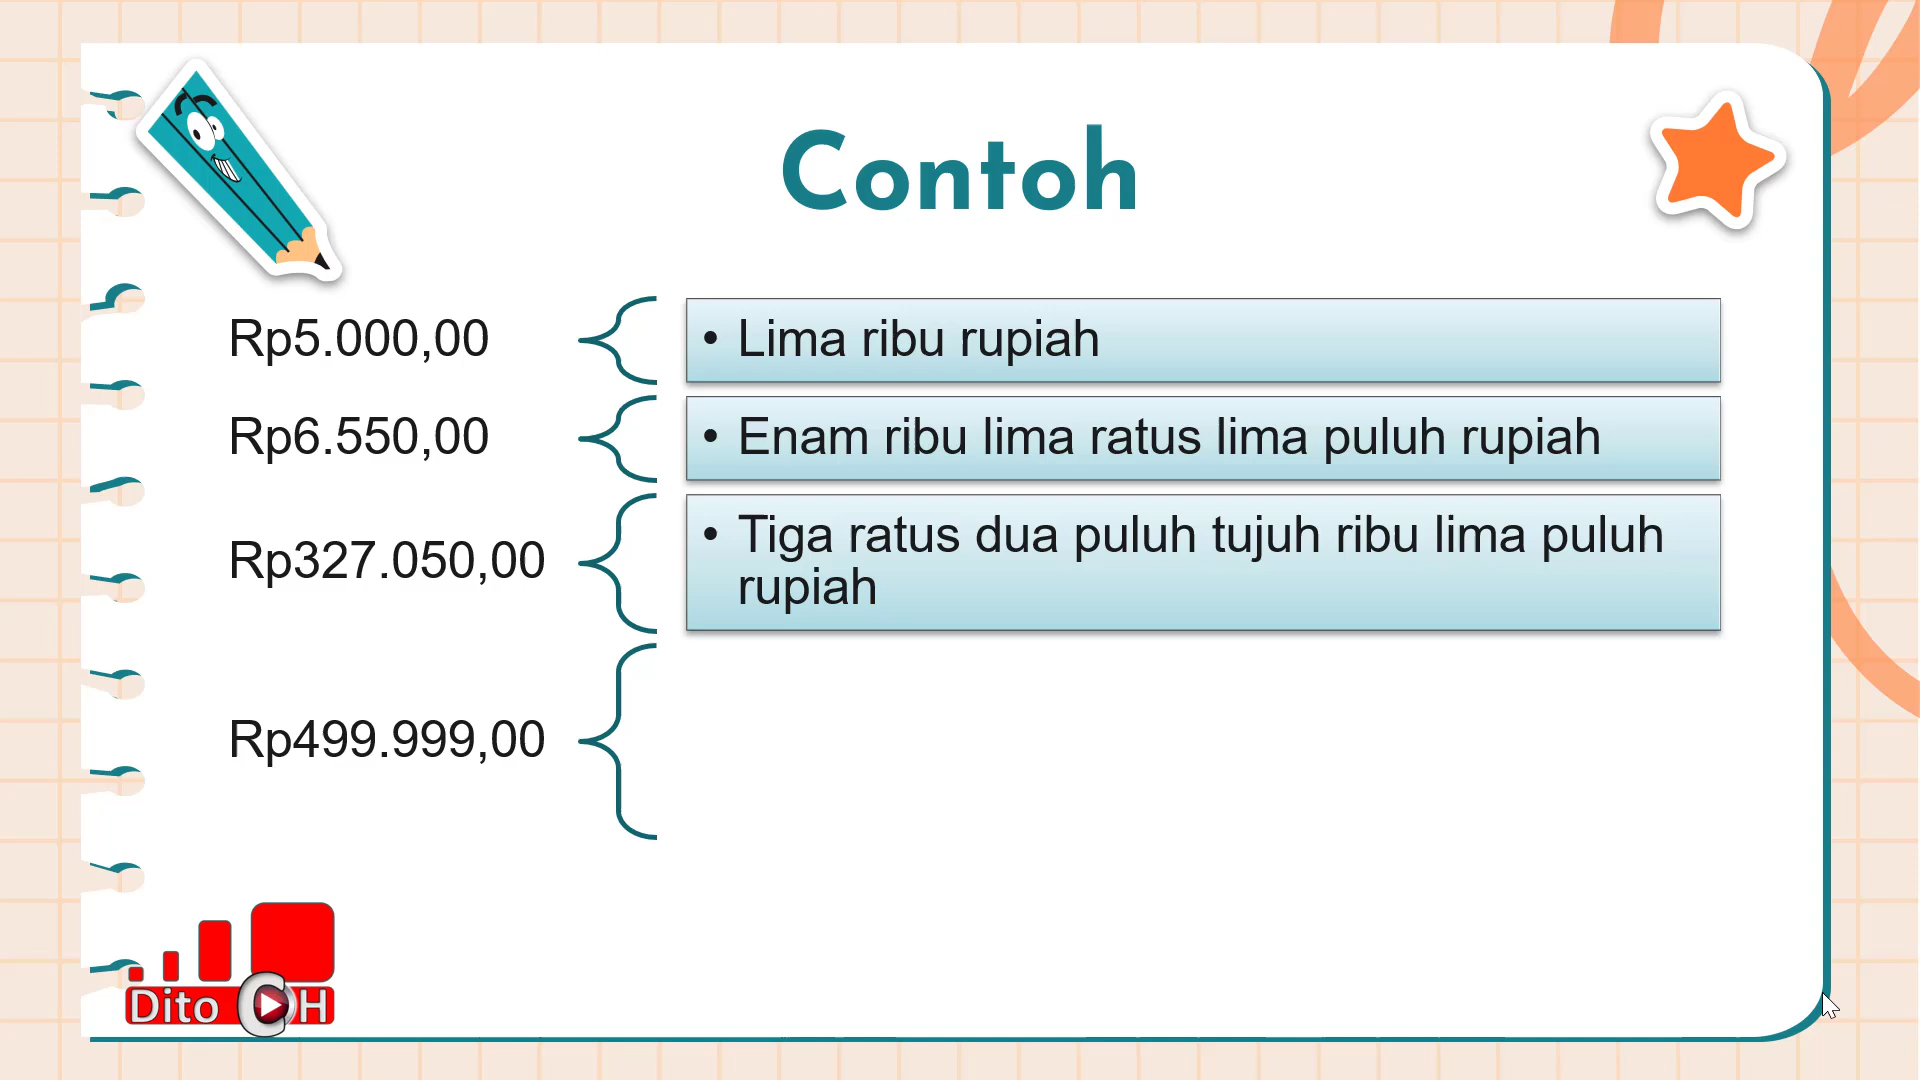 Contoh
Rp5.000,00
• Lima ribu rupiah
Rp6.550,00
• Enam ribu lima ratus lima puluh rupiah
Rp327.050,00
• Tiga ratus dua puluh tujuh ribu lima puluh
rupiah
Rp499.999,00
Dito CH